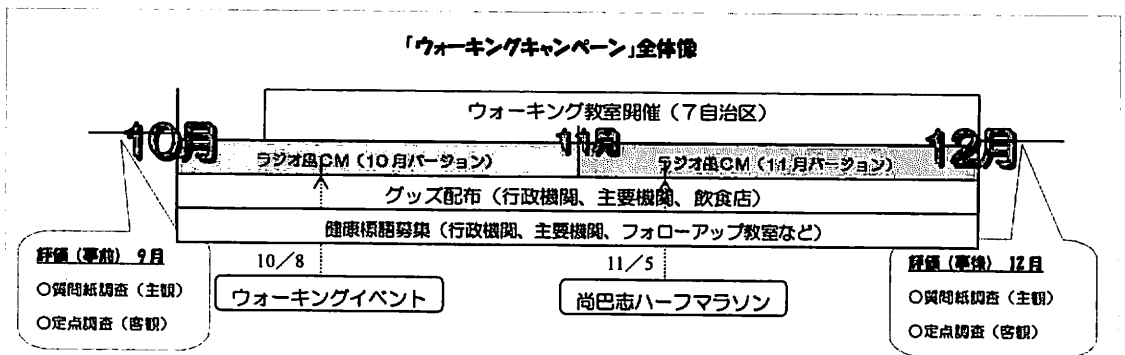 「ウォーキングキャンペーン」全体像
ウォーキング教室開催（7自治区）
10月
11月
12月
ラジオ風CM（10月バージョン）
ラジオ風CM（11月バージョン）
グッズ配布（行政機関、主要機関、飲食店）
健康標語募集（行政機関、主要機関、フォローアップ教室など）
評価（事前） 9月
○質問紙調査（主観）
○定点調査（客観）
10／8
ウォーキングイベント
11／5
尚巴志ハーフマラソン
評価（事後） 12月
○質問紙調査（主観）
○定点調査（客観）